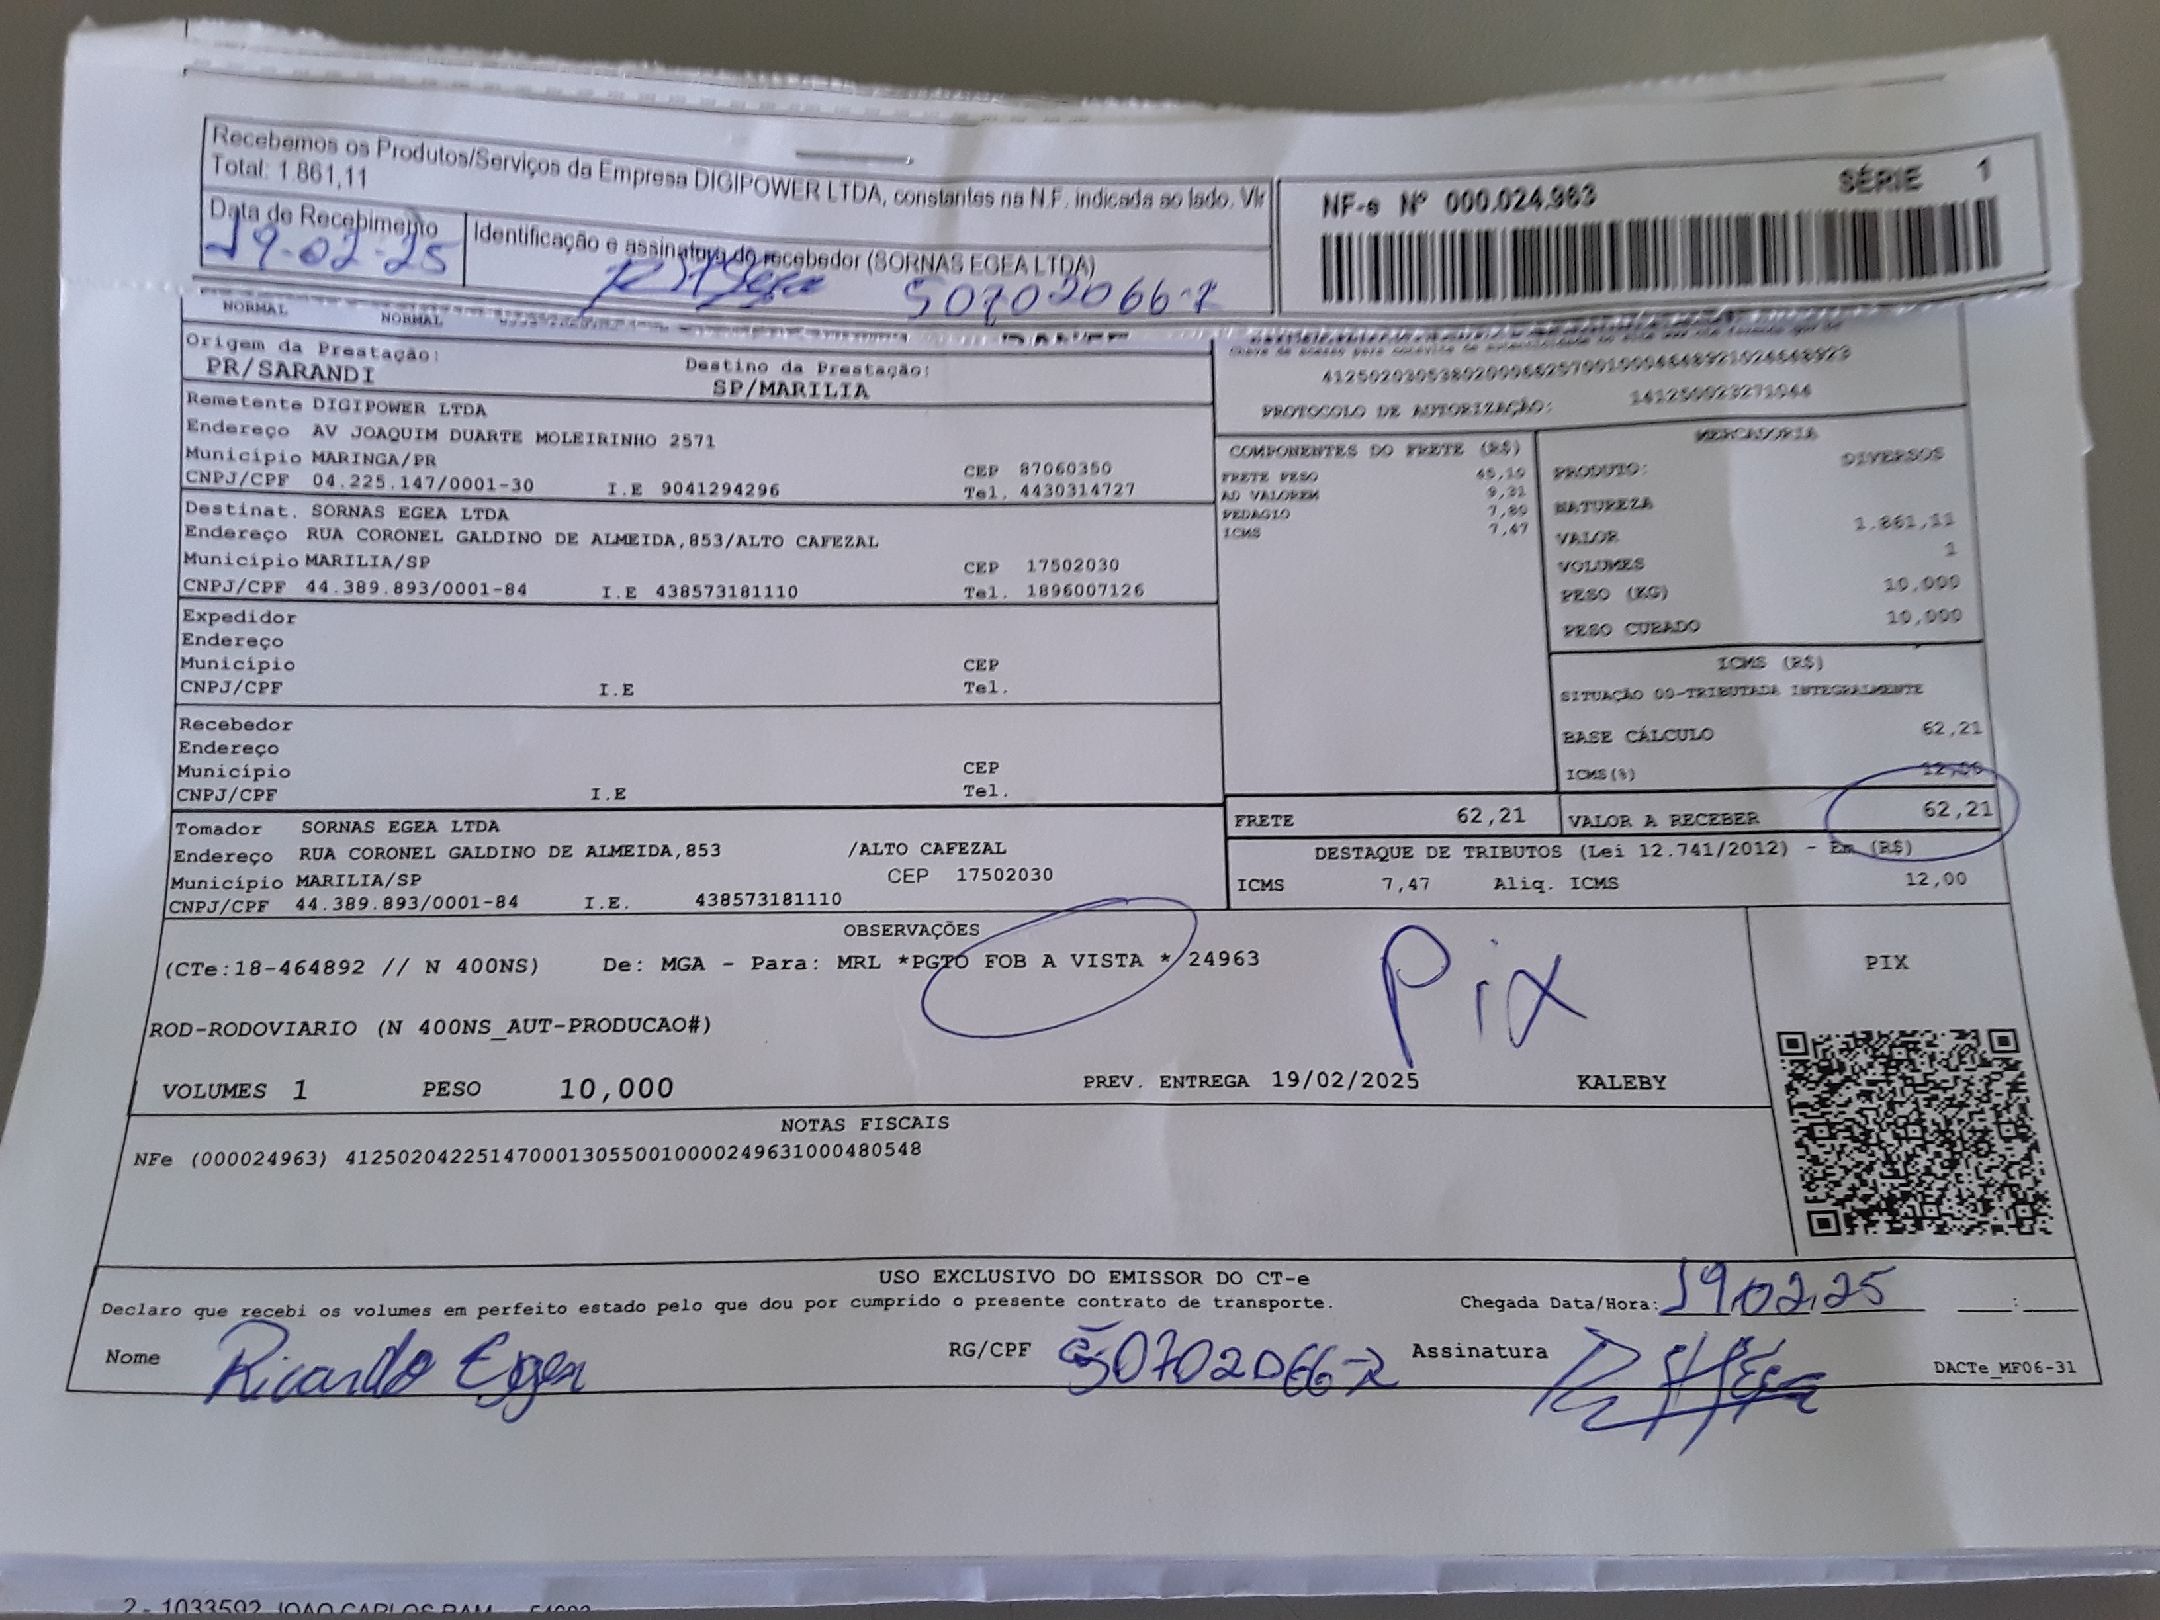 Recebemos os Produtos/Serviços da Empresa DIGIPOWER LTDA, constantes na N.F. indicada ao lado. Vlr
Total: 1.861,11
Data de Recebimento
19-02-25
Identificação e assinatura do recebedor (SORNAS EGEA LTDA)
NF-e Nº 000.024.963
SÉRIE 1
NORMAL NORMAL
Origem da Prestação:
PR/SARANDI
Destino da Prestação:
SP/MARILIA
PROTOCOLO DE AUTORIZAÇÃO:
141250023271044
Remetente DIGIPOWER LTDA
Endereço AV JOAQUIM DUARTE MOLEIRINHO 2571
Município MARINGA/PR
CEP 87060350
CNPJ/CPF 04.225.147/0001-30 I.E 9041294296 Tel. 4430314727
Destinat. SORNAS EGEA LTDA
Endereço RUA CORONEL GALDINO DE ALMEIDA,853/ALTO CAFEZAL
Município MARILIA/SP CEP 17502030
CNPJ/CPF 44.389.893/0001-84 I.E 438573181110 Tel. 1896007126
Expedidor
Endereço
Município CEP
CNPJ/CPF I.E Tel.
Recebedor
Endereço
Município CEP
CNPJ/CPF I.E Tel.
Tomador SORNAS EGEA LTDA
Endereço RUA CORONEL GALDINO DE ALMEIDA,853 /ALTO CAFEZAL
Município MARILIA/SP CEP 17502030
CNPJ/CPF 44.389.893/0001-84 I.E. 438573181110
COMPONENTES DO FRETE (R$)
FRETE PESO
AD VALOREM
PEDAGIO 7,80
ICMS 7,47
MERCADORIA
PRODUTO: DIVERSOS
NATUREZA
VALOR 1.861,11
VOLUMES 1
PESO (KG) 10,000
PESO CUBADO 10,000
ICMS (R$)
SITUAÇÃO 00-TRIBUTADA INTEGRALMENTE
BASE CÁLCULO 62,21
ICMS(%) 12,00
FRETE 62,21 VALOR A RECEBER 62,21
DESTAQUE DE TRIBUTOS (Lei 12.741/2012) - Em (R$)
ICMS 7,47 Aliq. ICMS 12,00
OBSERVAÇÕES
(CTe:18-464892 // N 400NS) De: MGA - Para: MRL *PGTO FOB A VISTA * 24963
Pix
PIX
ROD-RODOVIARIO (N 400NS_AUT-PRODUCAO#)
VOLUMES 1 PESO 10,000 PREV. ENTREGA 19/02/2025 KALEBY
NOTAS FISCAIS
NFe (000024963) 41250204225147000130550010000249631000480548
USO EXCLUSIVO DO EMISSOR DO CT-e
Declaro que recebi os volumes em perfeito estado pelo que dou por cumprido o presente contrato de transporte. Chegada Data/Hora: 19.02.25 :
Nome Ricardo Egea RG/CPF Assinatura
DACTe_MF06-31